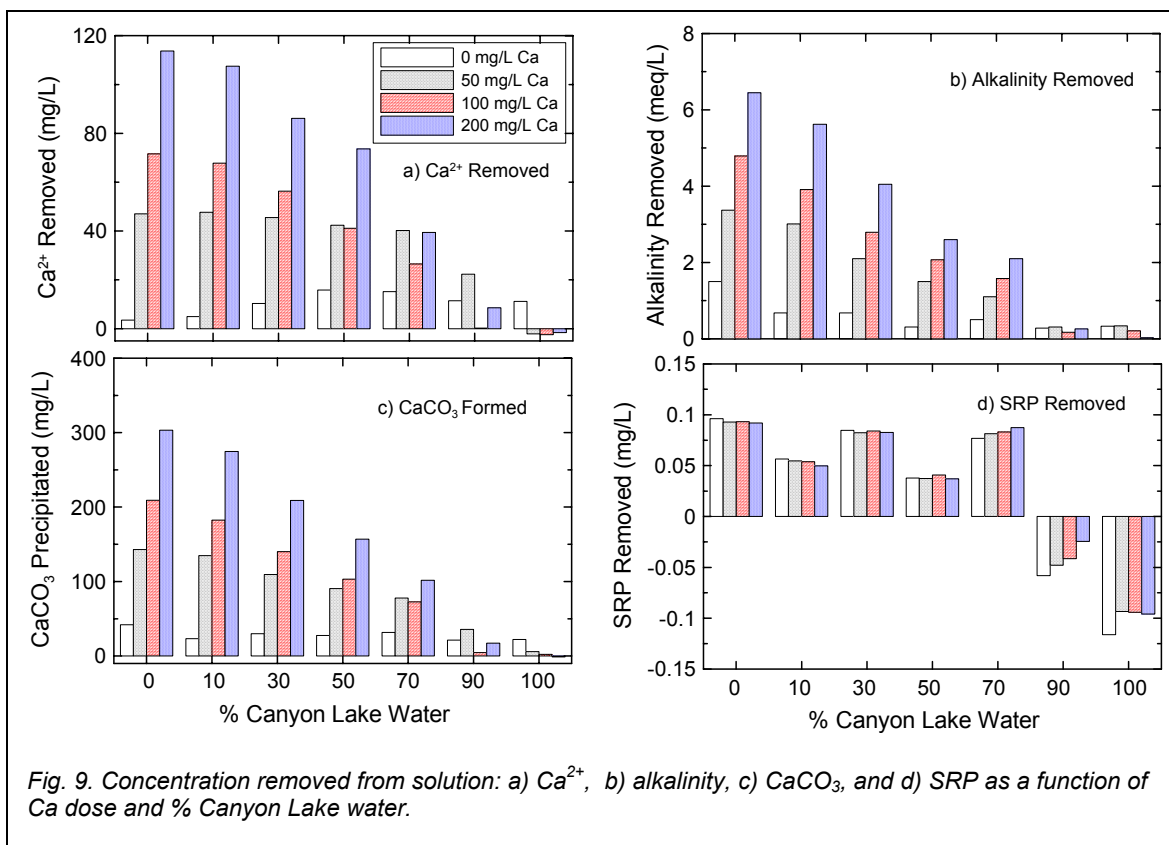 120
80
40
0
Ca²⁺ Removed (mg/L)
0 mg/L Ca
50 mg/L Ca
100 mg/L Ca
200 mg/L Ca
a) Ca²⁺ Removed
8
6
4
2
0
Alkalinity Removed (meq/L)
b) Alkalinity Removed
400
300
200
100
0
CaCO₃ Precipitated (mg/L)
c) CaCO₃ Formed
0 10 30 50 70 90 100
% Canyon Lake Water
0.15
0.1
0.05
0
-0.05
-0.1
-0.15
SRP Removed (mg/L)
d) SRP Removed
0 10 30 50 70 90 100
% Canyon Lake Water
Fig. 9. Concentration removed from solution: a) Ca²⁺, b) alkalinity, c) CaCO₃, and d) SRP as a function of
Ca dose and % Canyon Lake water.